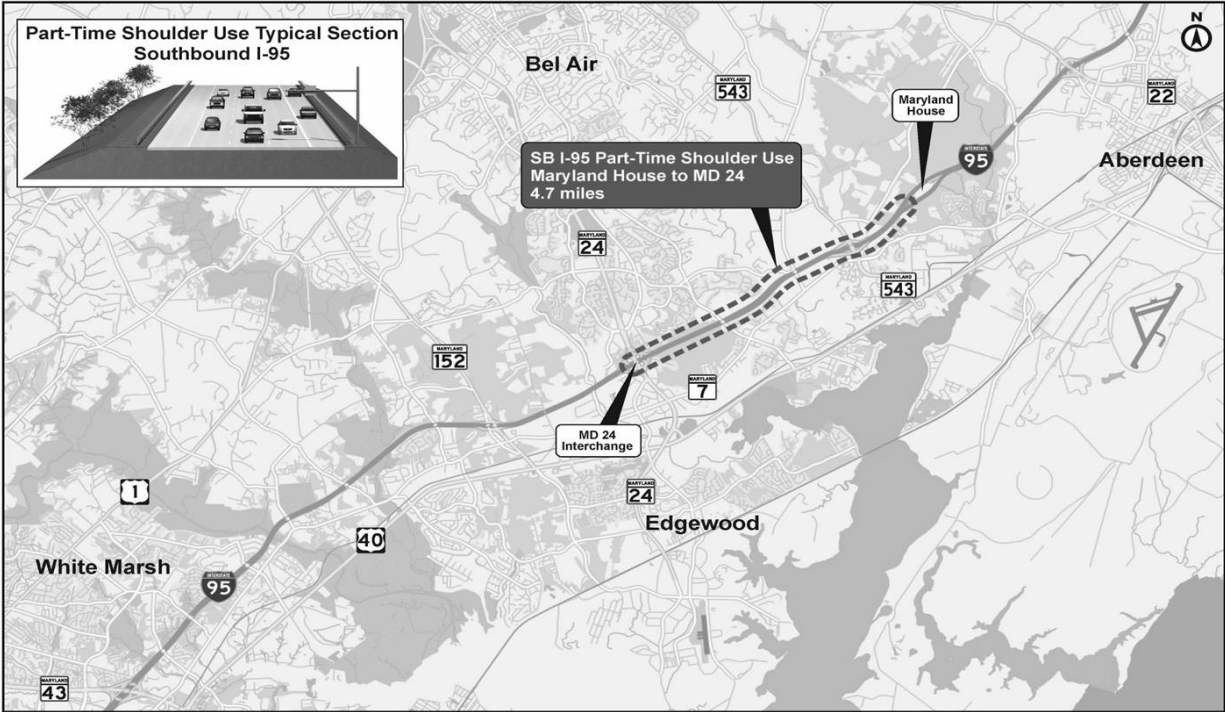 Part-Time Shoulder Use Typical Section
Southbound I-95
N
Bel Air
MARYLAND
543
Maryland
House
MARYLAND
22
INTERSTATE
95
Aberdeen
SB I-95 Part-Time Shoulder Use
Maryland House to MD 24
4.7 miles
MARYLAND
24
MARYLAND
543
MARYLAND
152
MARYLAND
7
MD 24
Interchange
MARYLAND
24
1
Edgewood
40
White Marsh
INTERSTATE
95
MARYLAND
43